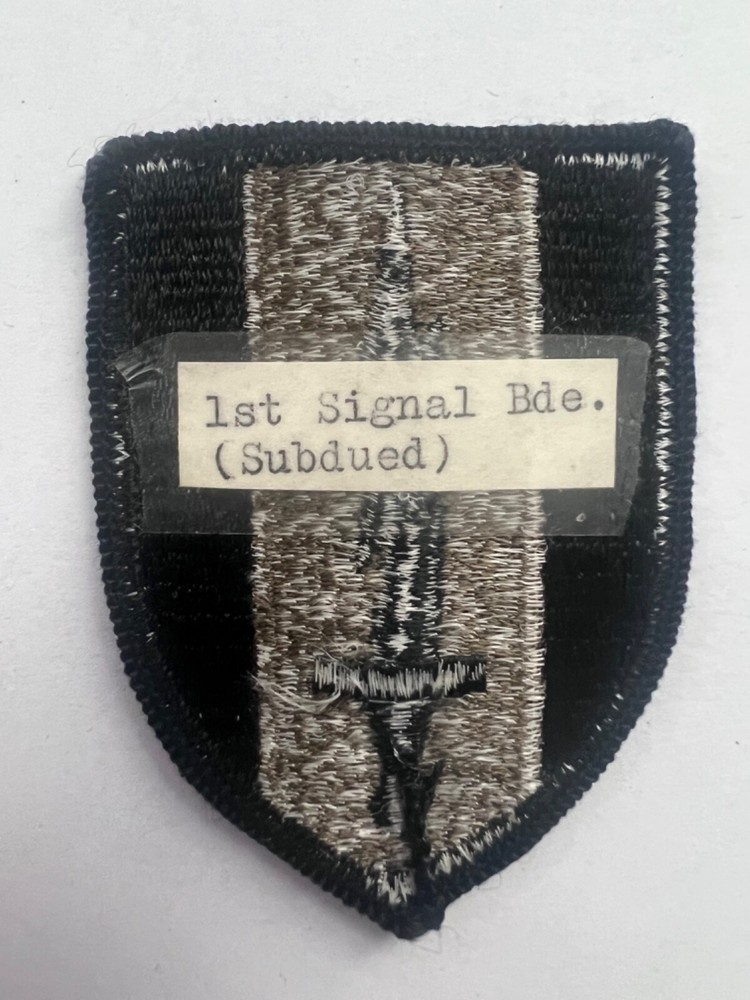 1st Signal Bde.
(Subdued)